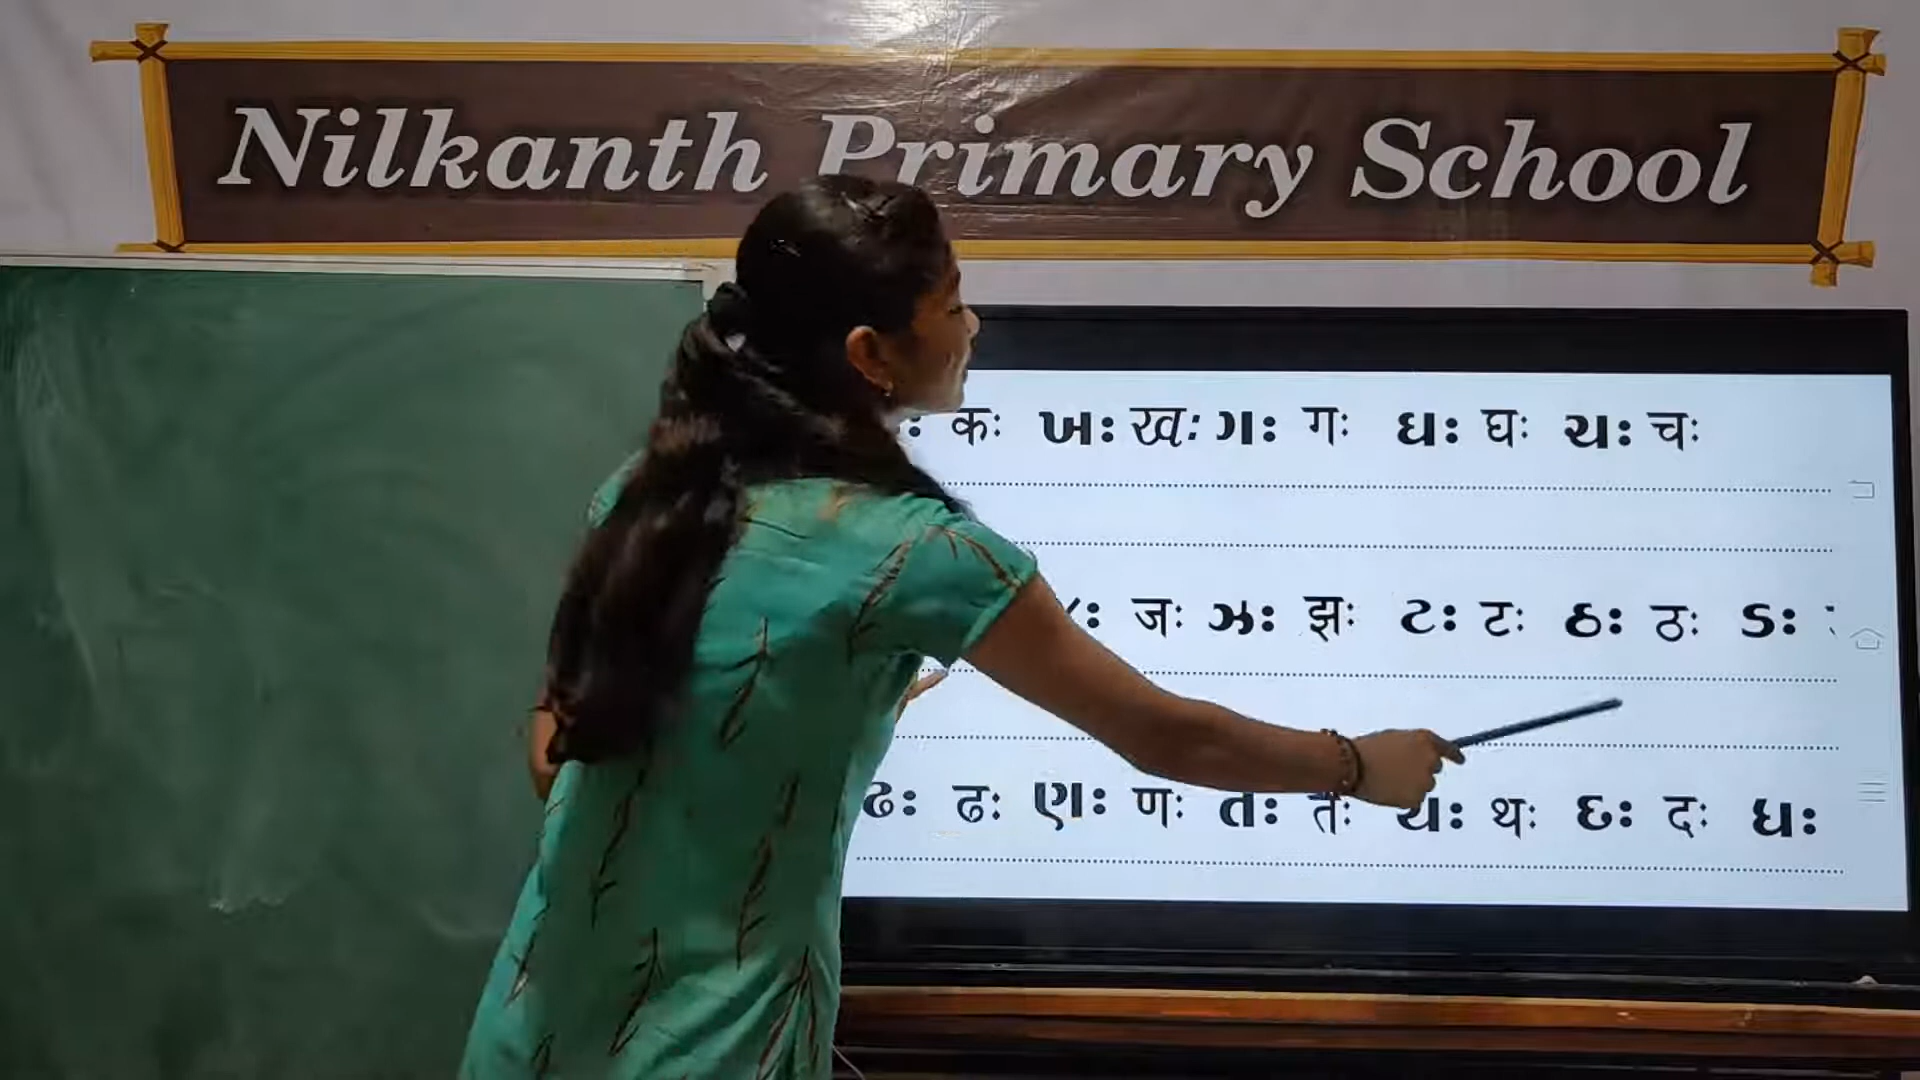 Nilkanth Primary School
कः ખઃ खः ગઃ गः ઘઃ घः ચઃ चः
जः ઝઃ झः ટઃ टः ઠઃ ठः ડઃ
ઢઃ ढः ણઃ णः તઃ तः થઃ थः દઃ दः ધઃ